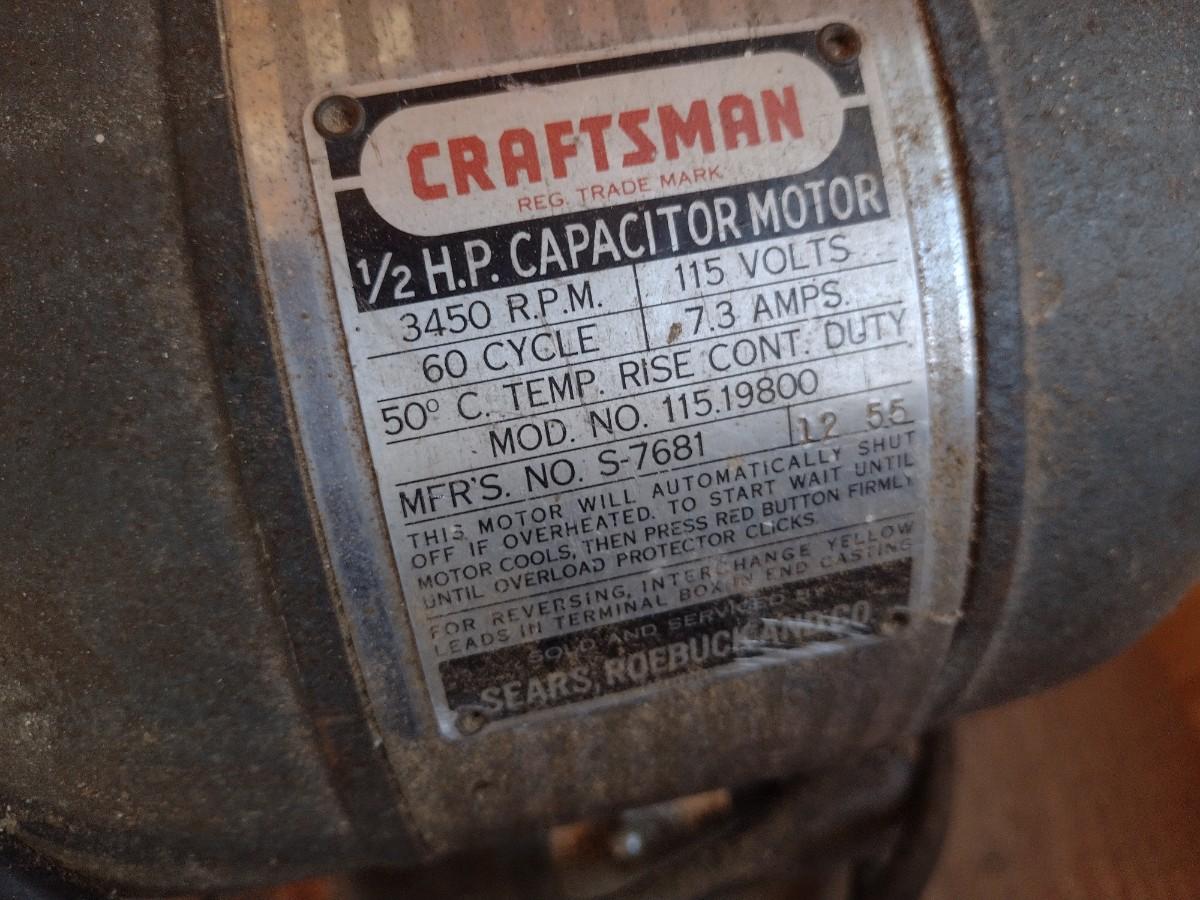 CRAFTSMAN
REG. TRADE MARK
1/2 H.P. CAPACITOR MOTOR
3450 R.P.M. 115 VOLTS
60 CYCLE 7.3 AMPS.
50° C. TEMP. RISE CONT. DUTY
MOD. NO. 115.19800
MFR'S. NO. S-7681 12 55
THIS MOTOR WILL AUTOMATICALLY SHUT
OFF IF OVERHEATED. TO START WAIT UNTIL
MOTOR COOLS, THEN PRESS RED BUTTON FIRMLY
UNTIL OVERLOAD PROTECTOR CLICKS.
FOR REVERSING, INTERCHANGE YELLOW
LEADS IN TERMINAL BOX IN END CASTING
SOLD AND SERVICED BY
SEARS, ROEBUCK AND CO.